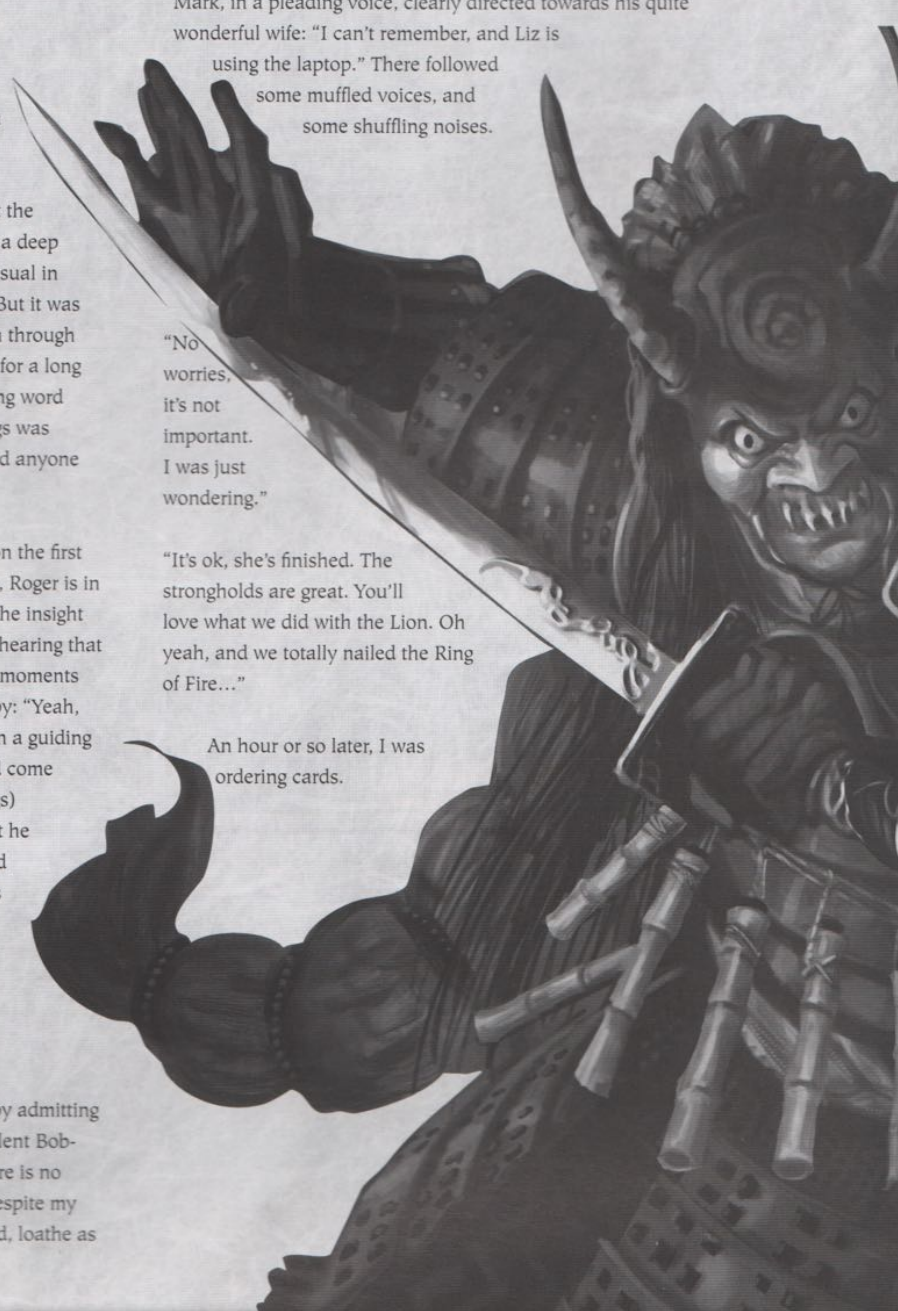 t the
a deep
sual in
But it was
through
for a long
ng word
gs was
d anyone
on the first
, Roger is in
he insight
hearing that
moments
by: “Yeah,
n a guiding
come
s)
t he
d
by admitting
lent Bob-
re is no
espite my
d, loathe as
Mark, in a pleading voice, clearly directed towards his quite
wonderful wife: “I can't remember, and Liz is
using the laptop.” There followed
some muffled voices, and
some shuffling noises.
“No
worries,
it's not
important.
I was just
wondering.”
“It's ok, she's finished. The
strongholds are great. You'll
love what we did with the Lion. Oh
yeah, and we totally nailed the Ring
of Fire…”
An hour or so later, I was
ordering cards.